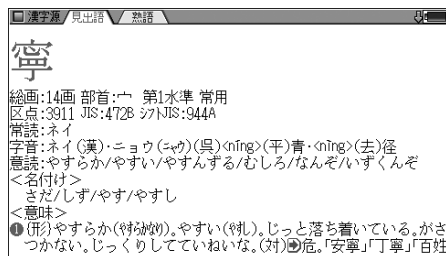 漢字源 見出語 熟語
寧
総画:14画 部首:宀 第1水準 常用
区点:3911 JIS:472B シフトJIS:944A
常読:ネイ
字音:ネイ(漢)・ニョウ(ニャウ)(呉)〈níng〉(平)青・〈nìng〉(去)径
意読:やすらか/やすい/やすんずる/むしろ/なんぞ/いずくんぞ
<名付け>
さだ/しず/やす/やすし
<意味>
❶{形}やすらか(やすらかなり)。やすい(やすし)。じっと落ち着いている。がさ
つかない。じっくりしてていねいな。(対)危。「安寧」「丁寧」「百姓